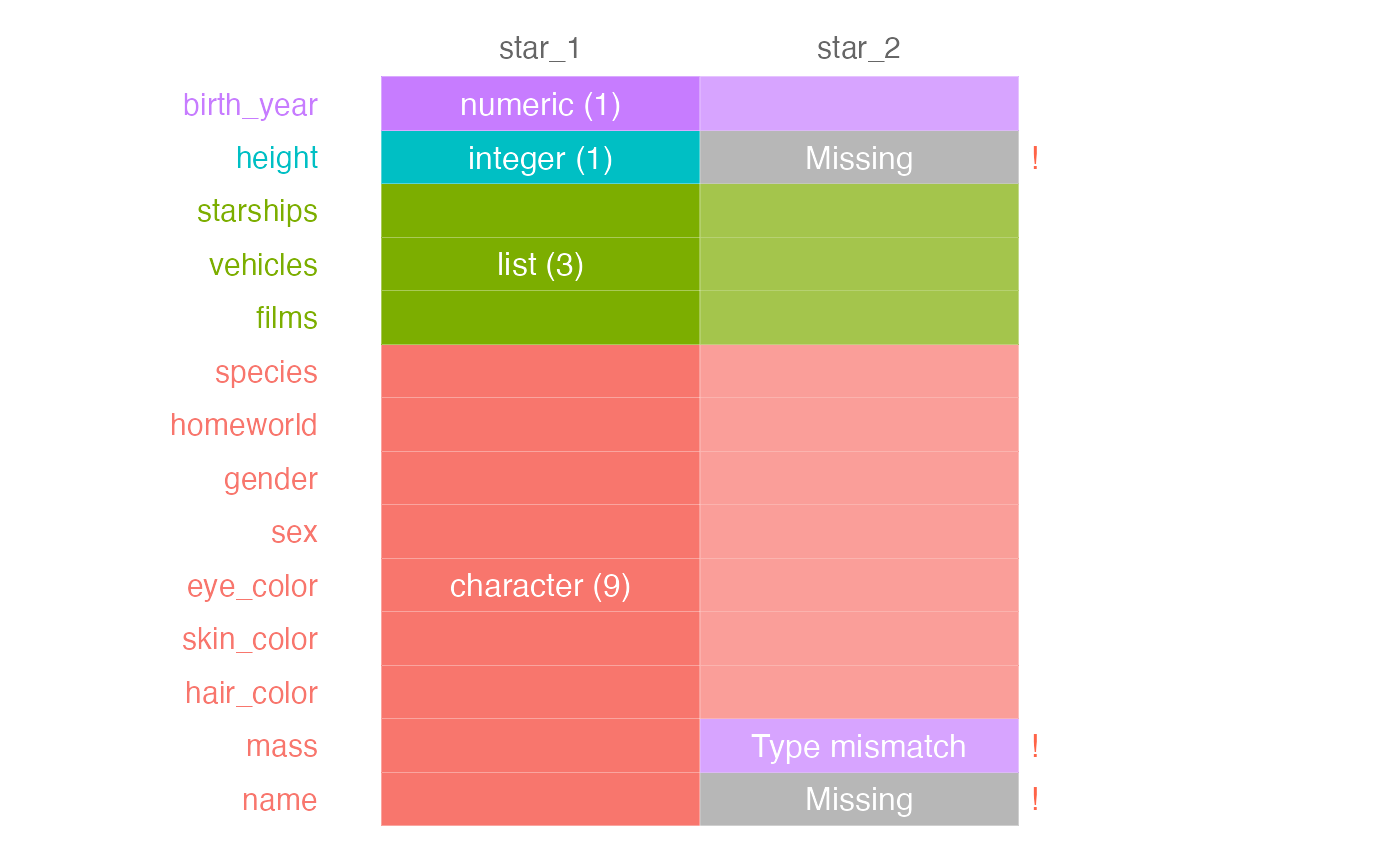 star_1 star_2
birth_year numeric (1)
height integer (1) Missing !
starships
vehicles list (3)
films
species
homeworld
gender
sex
eye_color character (9)
skin_color
hair_color
mass Type mismatch !
name Missing !